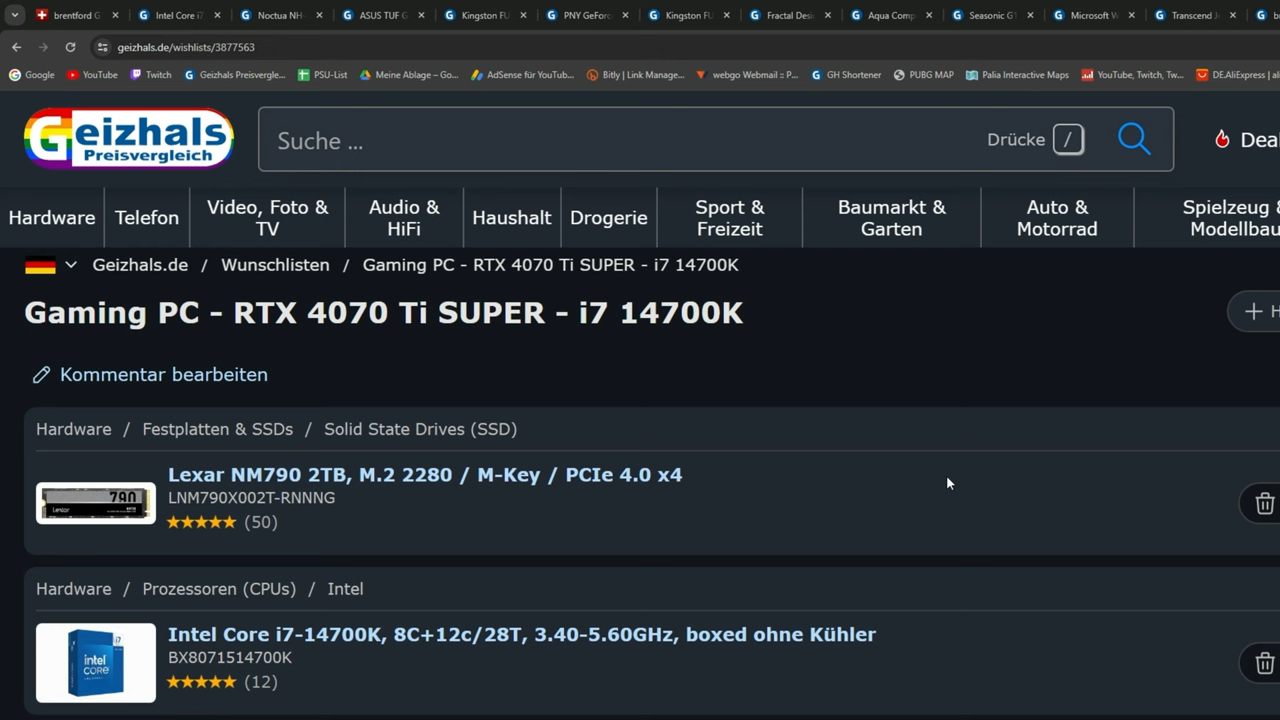 brentford G
Intel Core i7
Noctua NH-
ASUS TUF G
Kingston FU
PNY GeForc
Kingston FU
Fractal Desi
Aqua Comp
Seasonic G1
Microsoft W
Transcend J
geizhals.de/wishlists/3877563
Google
YouTube
Twitch
Geizhals Preisvergle...
PSU-List
Meine Ablage – Go...
AdSense für YouTub...
Bitly | Link Manage...
webgo Webmail :: P...
GH Shortener
PUBG MAP
Palia Interactive Maps
YouTube, Twitch, Tw...
DE.AliExpress | ali
Geizhals
Preisvergleich
Suche ...
Drücke /
Deal
Hardware
Telefon
Video, Foto &
TV
Audio &
HiFi
Haushalt
Drogerie
Sport &
Freizeit
Baumarkt &
Garten
Auto &
Motorrad
Spielzeug &
Modellbau
Geizhals.de / Wunschlisten / Gaming PC - RTX 4070 Ti SUPER - i7 14700K
Gaming PC - RTX 4070 Ti SUPER - i7 14700K
+ H
Kommentar bearbeiten
Hardware / Festplatten & SSDs / Solid State Drives (SSD)
790
Lexar
Lexar NM790 2TB, M.2 2280 / M-Key / PCIe 4.0 x4
LNM790X002T-RNNNG
(50)
Hardware / Prozessoren (CPUs) / Intel
i7
intel
CORE
Intel Core i7-14700K, 8C+12c/28T, 3.40-5.60GHz, boxed ohne Kühler
BX8071514700K
(12)